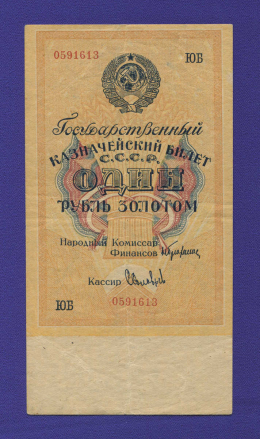 0591613 ЮБ
Государственный
КАЗНАЧЕЙСКИЙ БИЛЕТ
С.С.С.Р.
ОДИН
РУБЛЬ ЗОЛОТОМ
Народный Комиссар
Финансов
Кассир
ЮБ 0591613